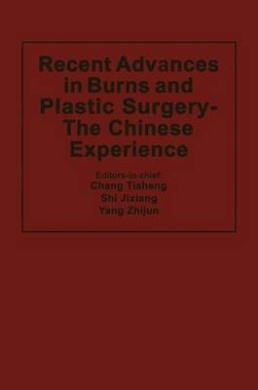 Recent Advances
in Burns and
Plastic Surgery-
The Chinese
Experience
Editors-in-chief:
Chang Tisheng
Shi Jixiang
Yang Zhijun